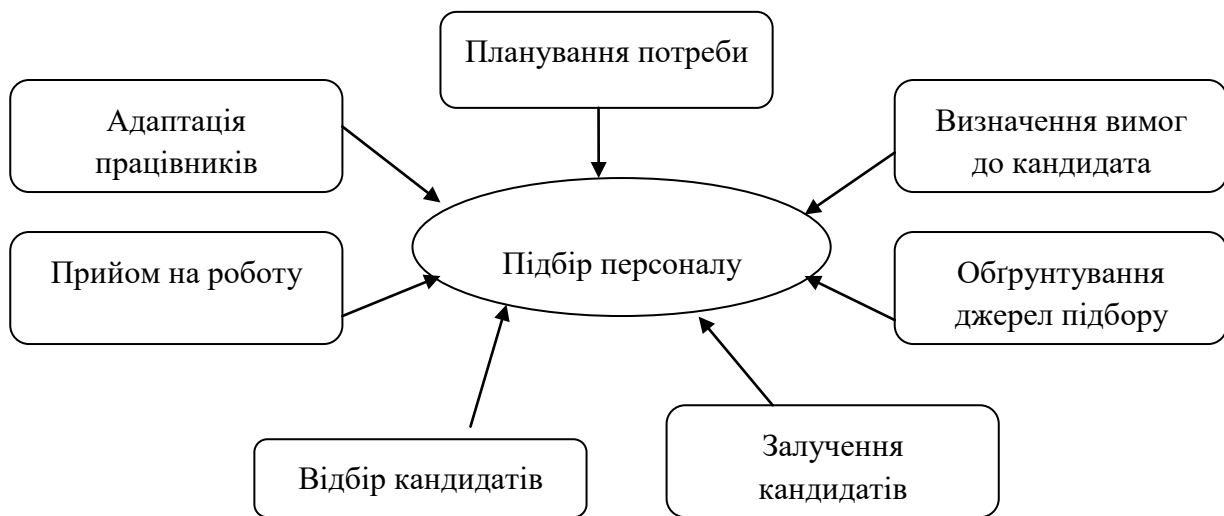 Планування потреби
Адаптація
працівників
Визначення вимог
до кандидата
Підбір персоналу
Прийом на роботу
Обґрунтування
джерел підбору
Відбір кандидатів
Залучення
кандидатів